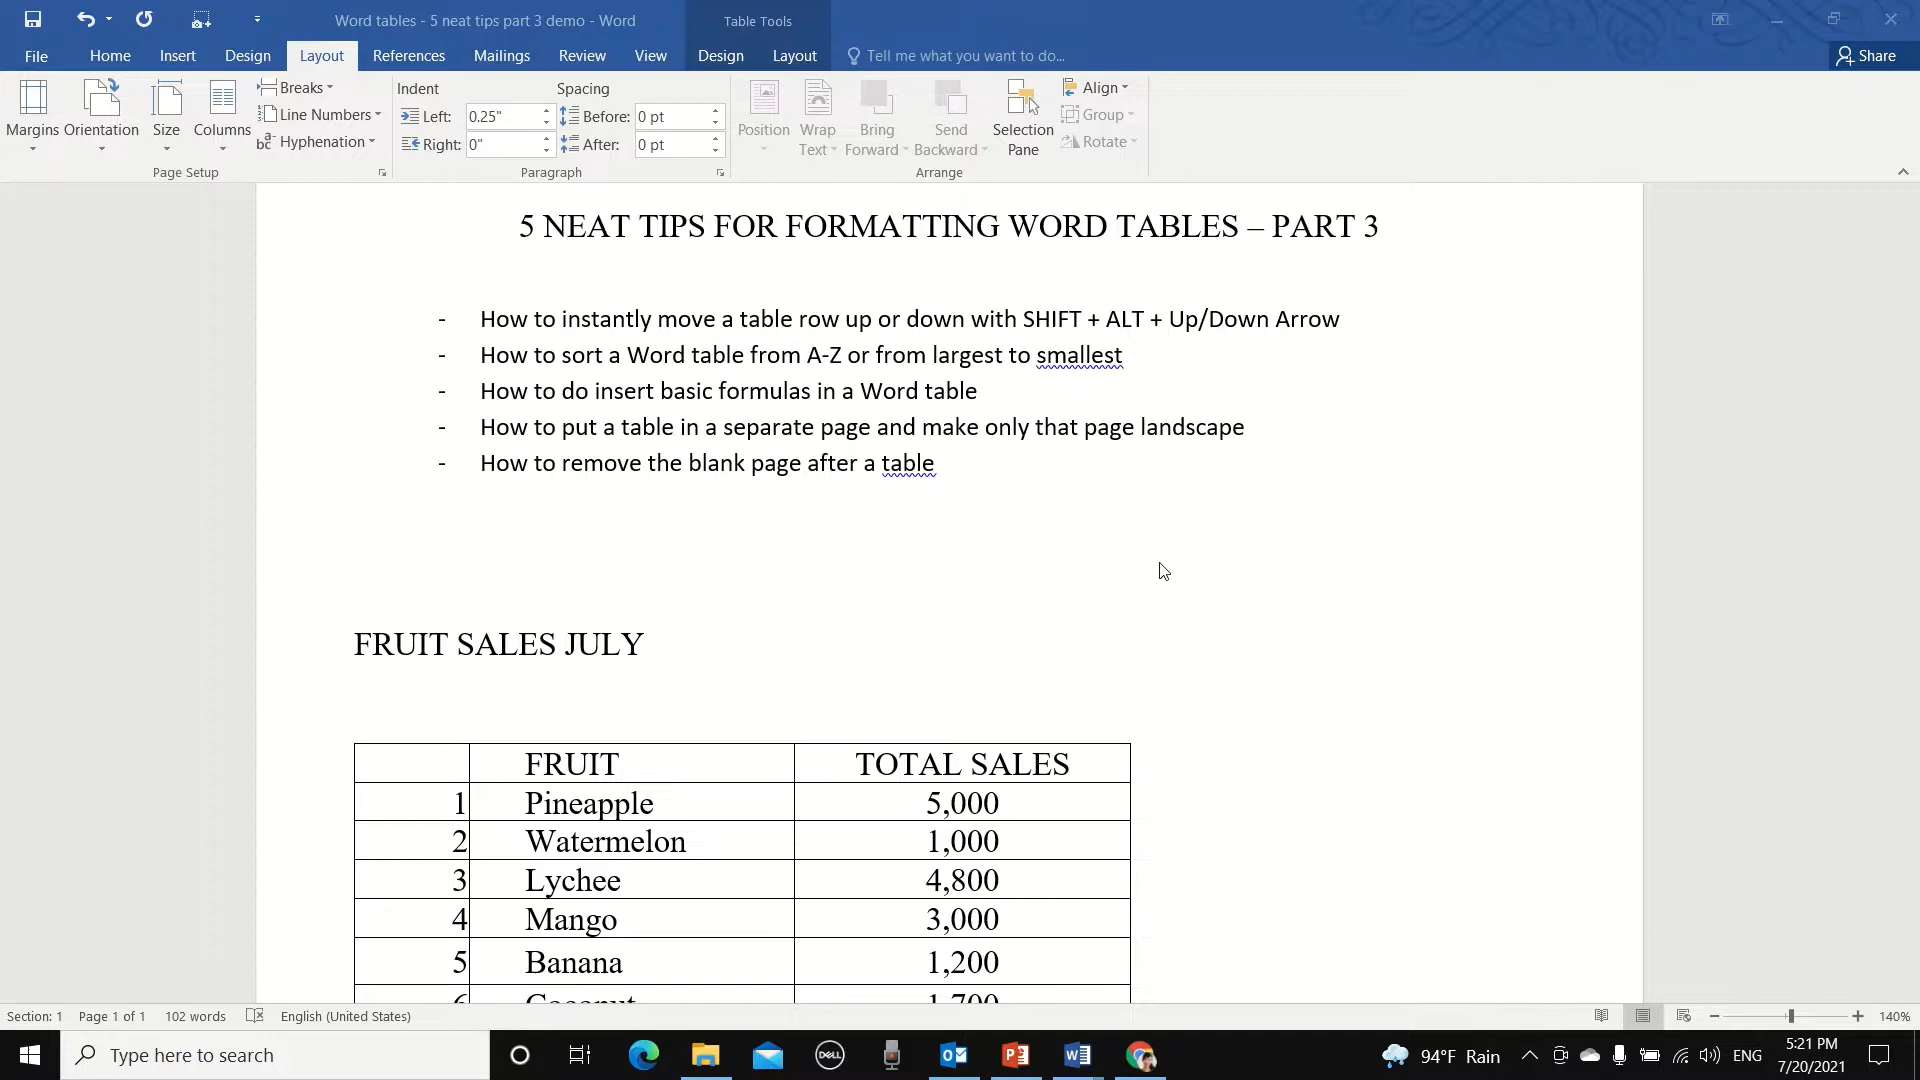 Word tables - 5 neat tips part 3 demo - Word
Table Tools
File Home Insert Design Layout References Mailings Review View Design Layout Tell me what you want to do... Share
Margins Orientation Size Columns
Breaks
Line Numbers
Hyphenation
Page Setup
Indent Spacing
Left: 0.25" Before: 0 pt
Right: 0" After: 0 pt
Paragraph
Position Wrap Text Bring Forward Send Backward Selection Pane
Align
Group
Rotate
Arrange
5 NEAT TIPS FOR FORMATTING WORD TABLES – PART 3
- How to instantly move a table row up or down with SHIFT + ALT + Up/Down Arrow
- How to sort a Word table from A-Z or from largest to smallest
- How to do insert basic formulas in a Word table
- How to put a table in a separate page and make only that page landscape
- How to remove the blank page after a table
FRUIT SALES JULY
FRUIT TOTAL SALES
1 Pineapple 5,000
2 Watermelon 1,000
3 Lychee 4,800
4 Mango 3,000
5 Banana 1,200
6 Coconut 1,700
Section: 1 Page 1 of 1 102 words English (United States) 140%
Type here to search DELL 94°F Rain ENG 5:21 PM
7/20/2021